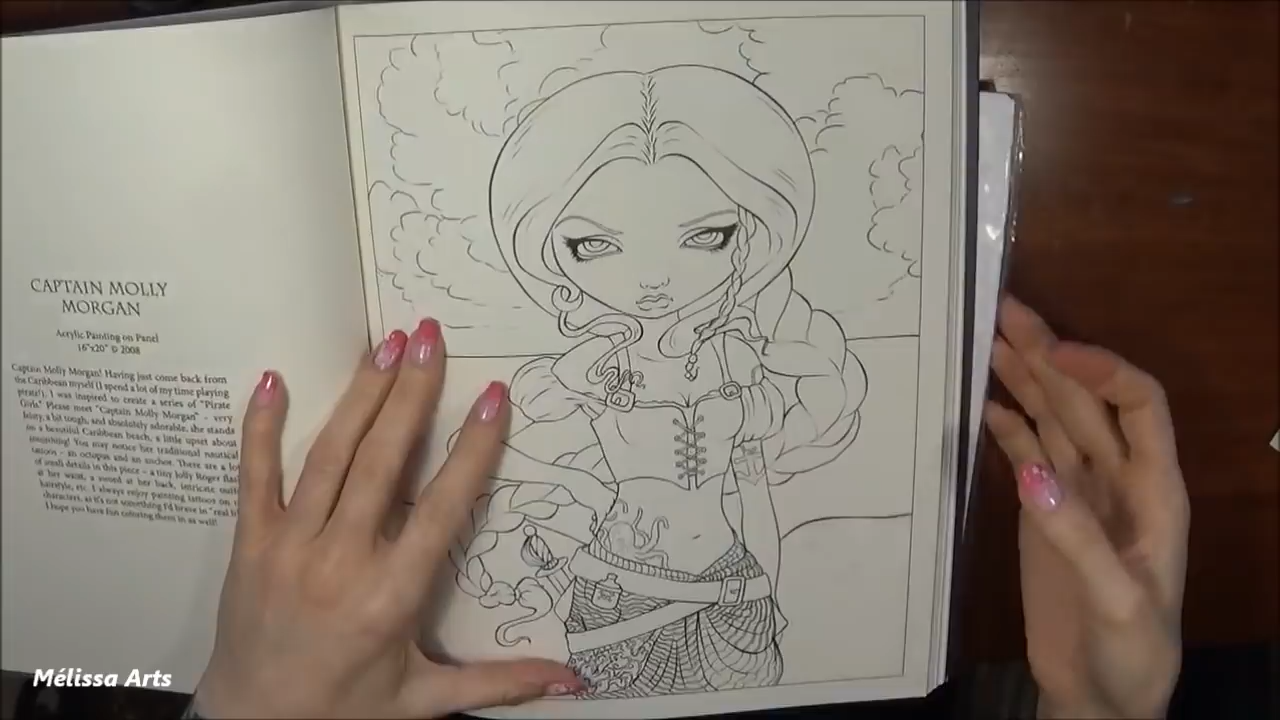 CAPTAIN MOLLY
MORGAN
Acrylic Painting on Panel
16"x20" © 2008
Captain Molly Morgan! Having just come back from
the Caribbean myself (I spend a lot of my time playing
pirate!), I was inspired to create a series of "Pirate
Girls." Please meet "Captain Molly Morgan" - very
feisty, a bit tough, and absolutely adorable, she stands
on a beautiful Caribbean beach, a little upset about
something! You may notice her traditional nautical
tattoos - an octopus and an anchor. There are a lot
of small details in this piece - a tiny Jolly Roger flask
at her waist, a sword at her back, intricate
hairstyle, etc. I always enjoy painting tattoos on
characters, as it's not something I'd brave in "real
I hope you have fun coloring them in as well!
Mélissa Arts